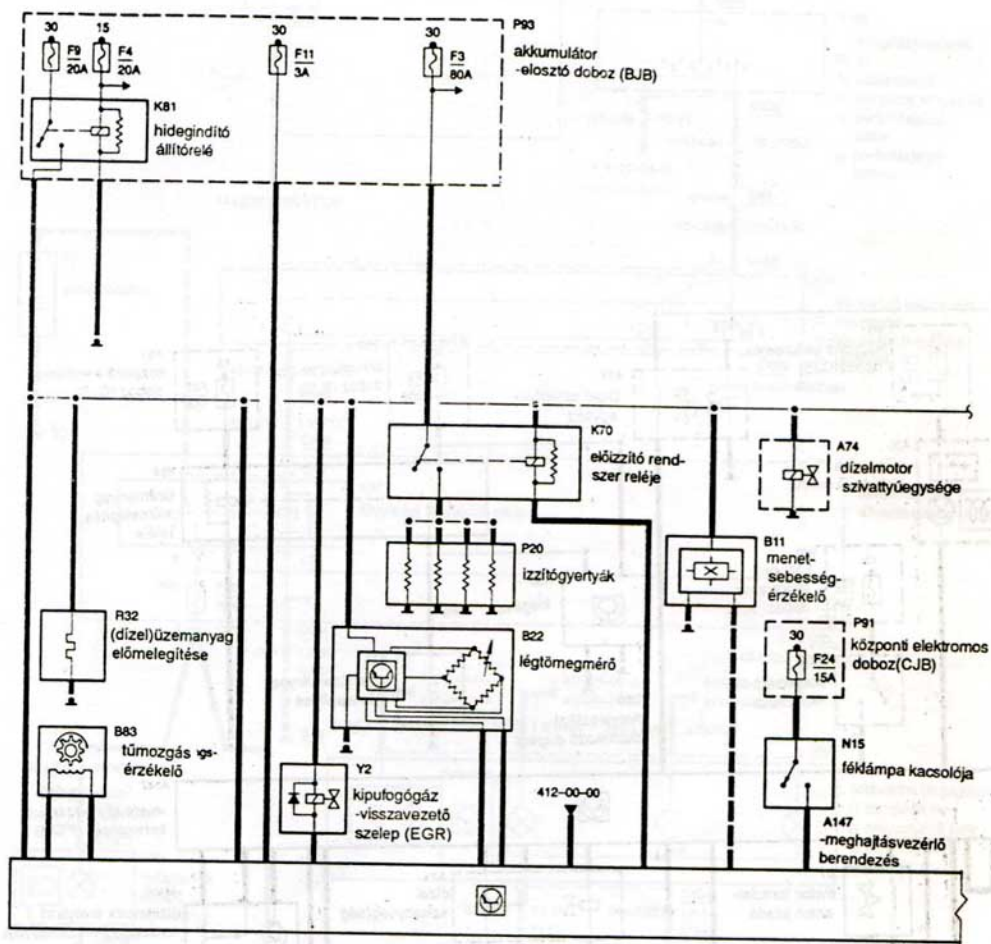 P93
30
15
30
30
F9
20A
F4
20A
F11
3A
F3
80A
akkumulátor
-elosztó doboz (BJB)
K81
hidegindító
állítórelé
K70
előizzító rend-
szer reléje
A74
dízelmotor
szivattyúegysége
P20
izzítógyertyák
B11
menet-
sebesség-
érzékelő
R32
(dízel)üzemanyag
előmelegítése
B22
légtömegmérő
P91
30
F24
15A
központi elektromos
doboz(CJB)
B83
tűmozgás
érzékelő
Y2
kipufogógáz
-visszavezető
szelep (EGR)
412-00-00
N15
féklámpa kacsolója
A147
-meghajtásvezérlő
berendezés